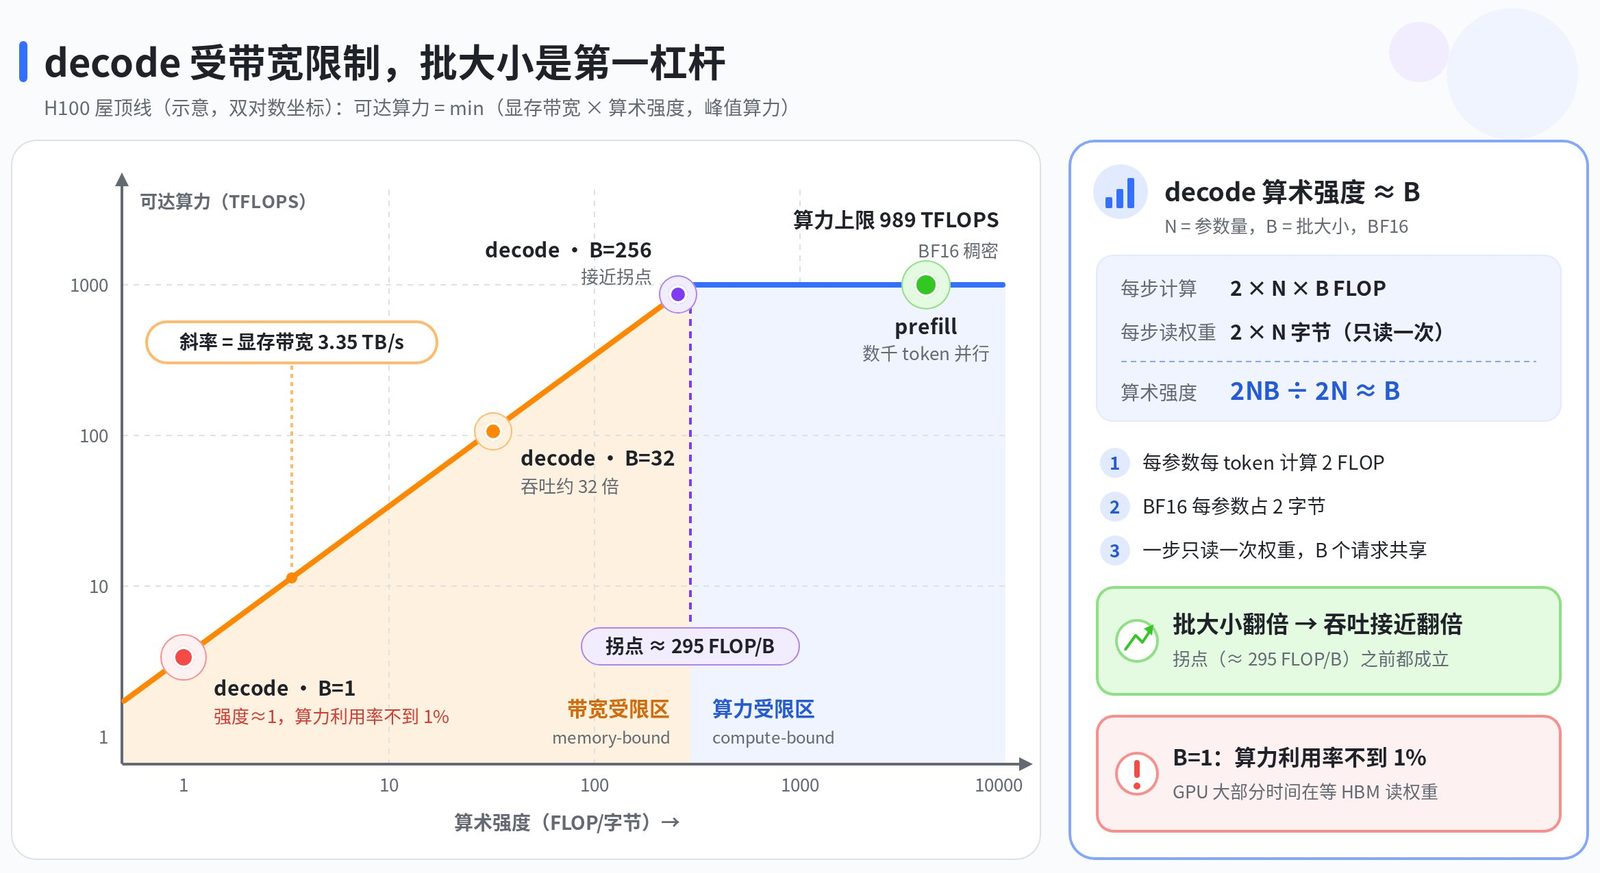 decode 受带宽限制，批大小是第一杠杆
H100 屋顶线（示意，双对数坐标）：可达算力 = min（显存带宽 × 算术强度，峰值算力）
可达算力（TFLOPS）
算力上限 989 TFLOPS
BF16 稠密
decode · B=256
接近拐点
1000
prefill
数千 token 并行
斜率 = 显存带宽 3.35 TB/s
100
decode · B=32
吞吐约 32 倍
10
拐点 ≈ 295 FLOP/B
decode · B=1
强度≈1，算力利用率不到 1%
带宽受限区
memory-bound
算力受限区
compute-bound
1
1
10
100
1000
10000
算术强度（FLOP/字节）→
decode 算术强度 ≈ B
N = 参数量，B = 批大小，BF16
每步计算 2 × N × B FLOP
每步读权重 2 × N 字节（只读一次）
算术强度 2NB ÷ 2N ≈ B
1 每参数每 token 计算 2 FLOP
2 BF16 每参数占 2 字节
3 一步只读一次权重，B 个请求共享
批大小翻倍 → 吞吐接近翻倍
拐点（≈ 295 FLOP/B）之前都成立
B=1：算力利用率不到 1%
GPU 大部分时间在等 HBM 读权重